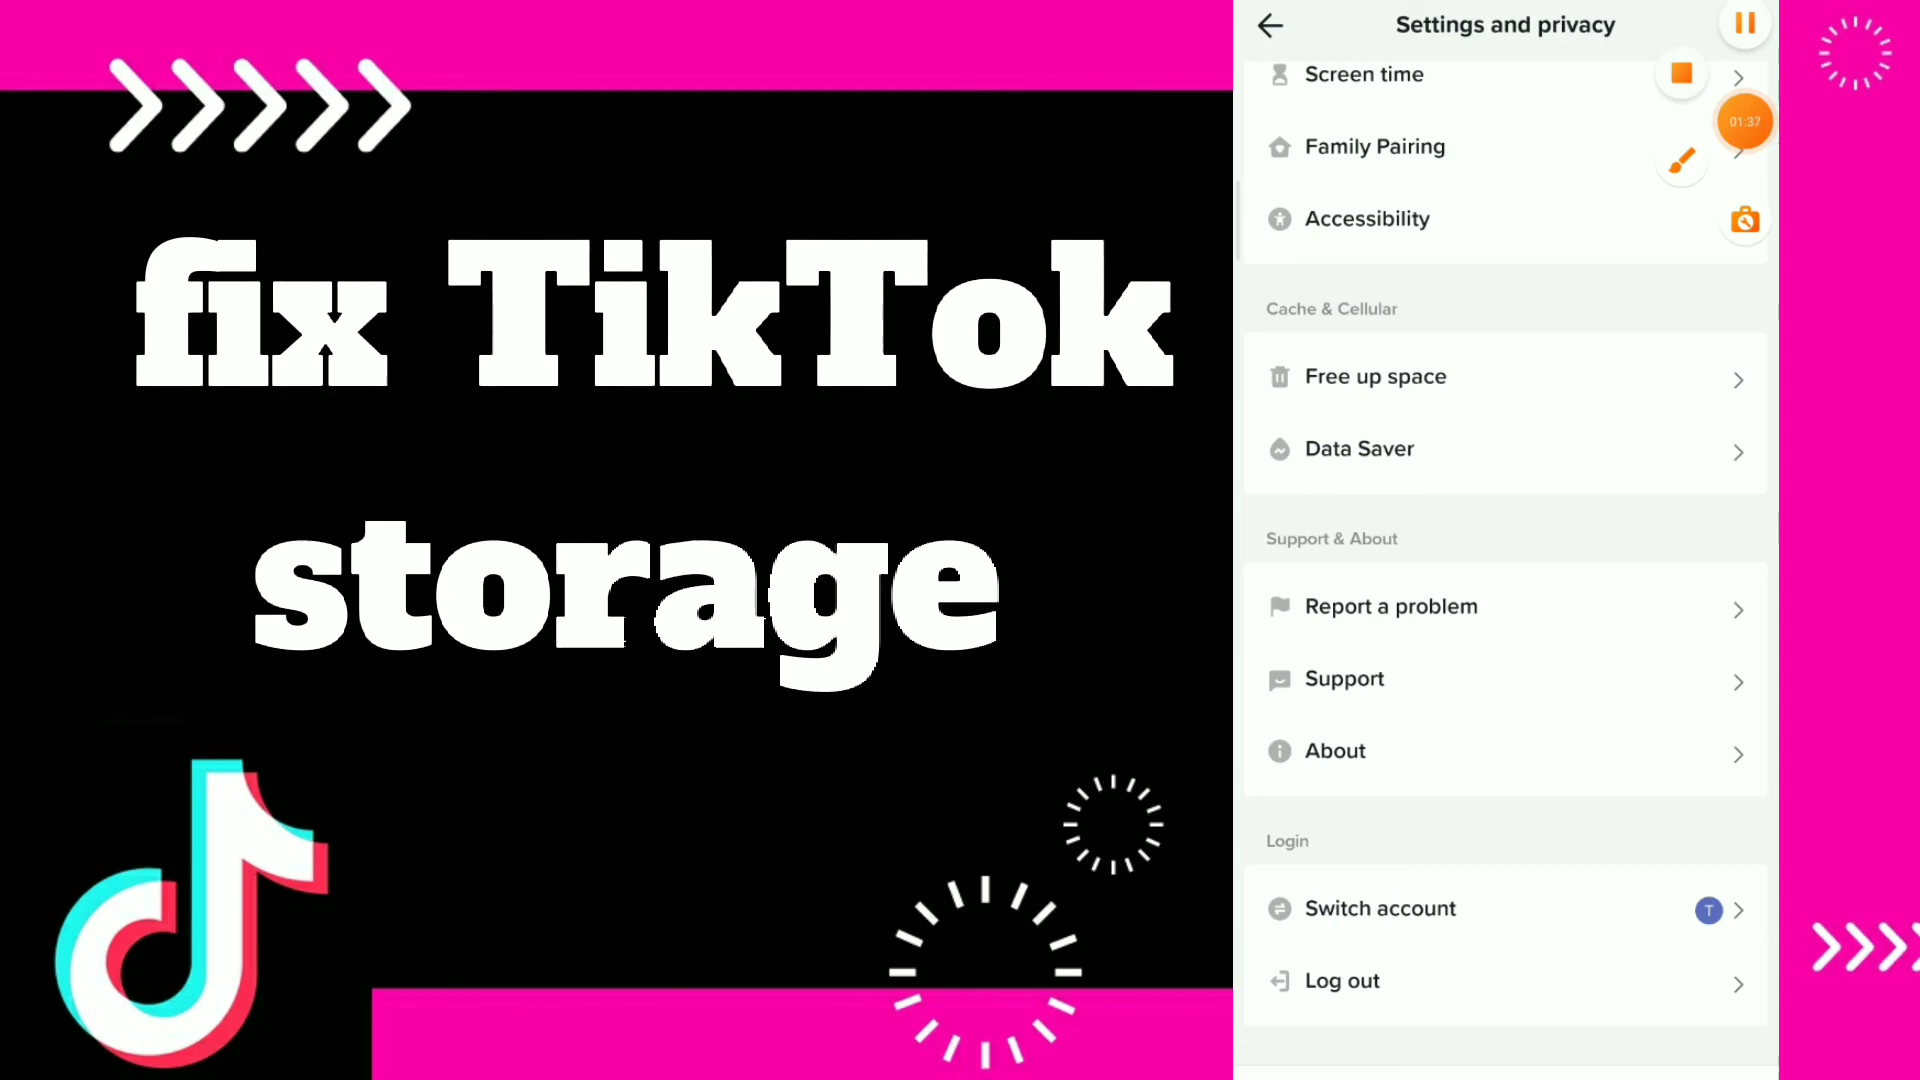 fix TikTok
storage
Settings and privacy
Screen time
01:37
Family Pairing
Accessibility
Cache & Cellular
Free up space
Data Saver
Support & About
Report a problem
Support
About
Login
Switch account
T
Log out